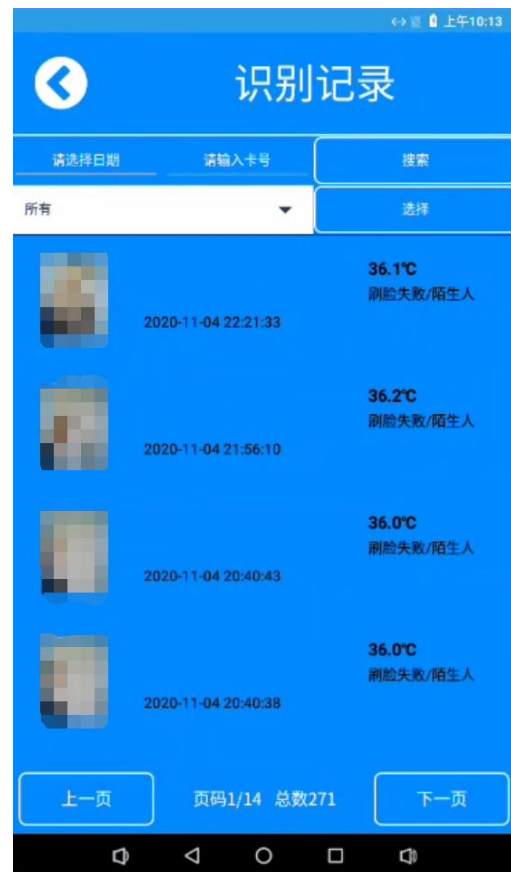 上午10:13
识别记录
请选择日期 请输入卡号 搜索
所有 选择
36.1℃
刷脸失败/陌生人
2020-11-04 22:21:33
36.2℃
刷脸失败/陌生人
2020-11-04 21:56:10
36.0℃
刷脸失败/陌生人
2020-11-04 20:40:43
36.0℃
刷脸失败/陌生人
2020-11-04 20:40:38
上一页 页码1/14 总数271 下一页